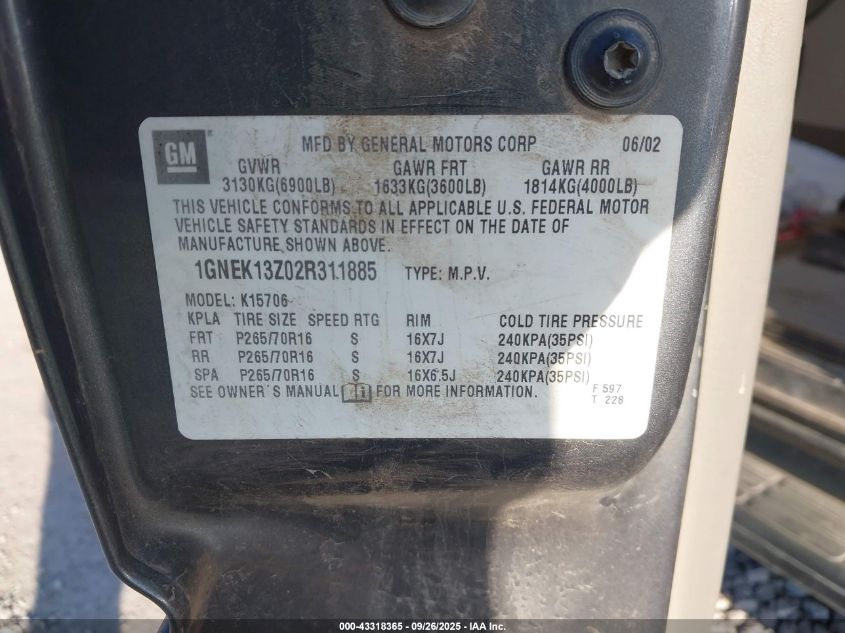 GM
MFD BY GENERAL MOTORS CORP 06/02
GVWR GAWR FRT GAWR RR
3130KG(6900LB) 1633KG(3600LB) 1814KG(4000LB)
THIS VEHICLE CONFORMS TO ALL APPLICABLE U.S. FEDERAL MOTOR
VEHICLE SAFETY STANDARDS IN EFFECT ON THE DATE OF
MANUFACTURE SHOWN ABOVE.
1GNEK13Z02R311885 TYPE: M.P.V.
MODEL: K15706
KPLA TIRE SIZE SPEED RTG RIM COLD TIRE PRESSURE
FRT P265/70R16 S 16X7J 240KPA(35PSI)
RR P265/70R16 S 16X7J 240KPA(35PSI)
SPA P265/70R16 S 16X6.5J 240KPA(35PSI)
SEE OWNER'S MANUAL FOR MORE INFORMATION.
F 597
T 228
000-43318365 - 09/26/2025 - IAA Inc.